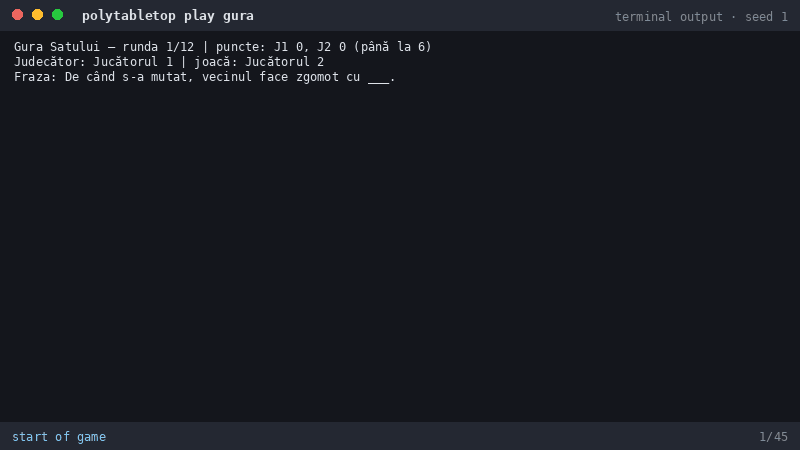 polytabletop play gura
terminal output · seed 1
Gura Satului — runda 1/12 | puncte: J1 0, J2 0 (până la 6)
Judecător: Jucătorul 1 | joacă: Jucătorul 2
Fraza: De când s-a mutat, vecinul face zgomot cu ___.
start of game
1/45